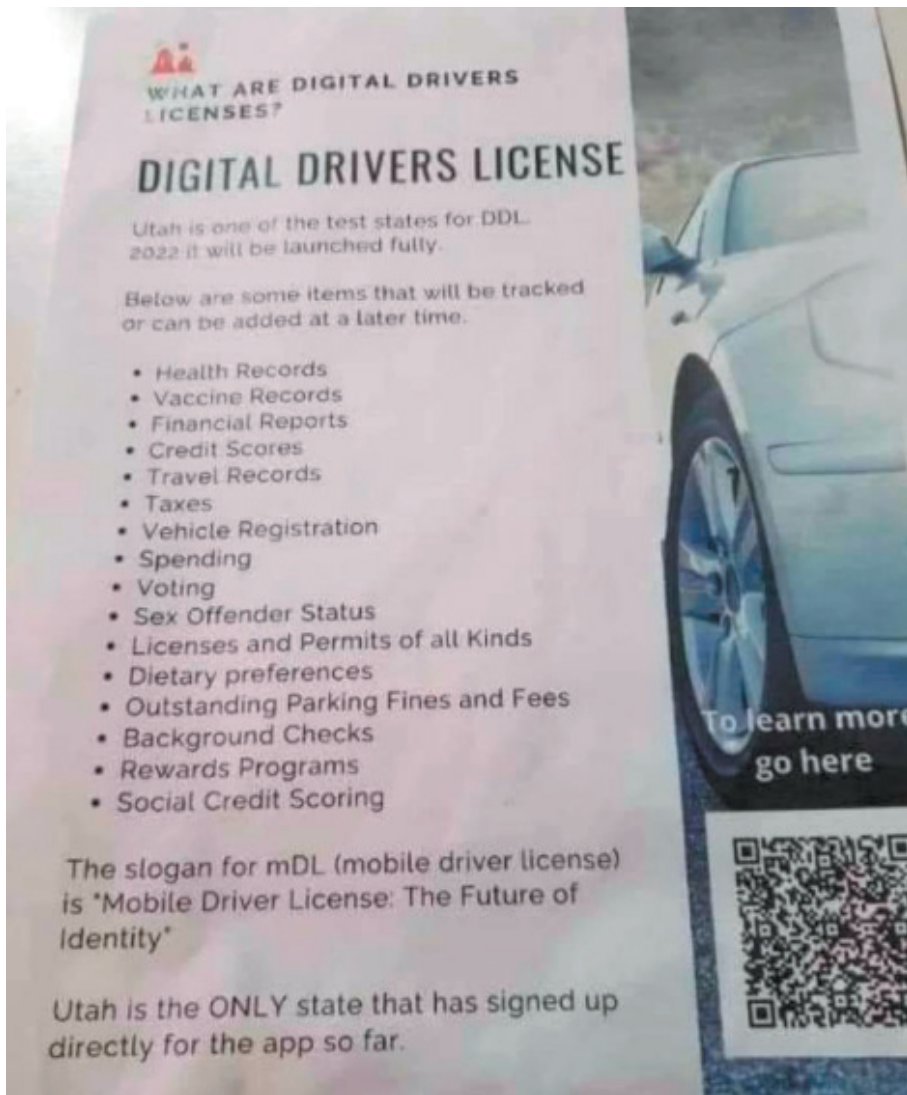 WHAT ARE DIGITAL DRIVERS
LICENSES?
DIGITAL DRIVERS LICENSE
Utah is one of the test states for DDL.
2022 it will be launched fully.
Below are some items that will be tracked
or can be added at a later time.
• Health Records
• Vaccine Records
• Financial Reports
• Credit Scores
• Travel Records
• Taxes
• Vehicle Registration
• Spending
• Voting
• Sex Offender Status
• Licenses and Permits of all Kinds
• Dietary preferences
• Outstanding Parking Fines and Fees
• Background Checks
• Rewards Programs
• Social Credit Scoring
The slogan for mDL (mobile driver license)
is "Mobile Driver License: The Future of
Identity"
Utah is the ONLY state that has signed up
directly for the app so far.
To learn more
go here